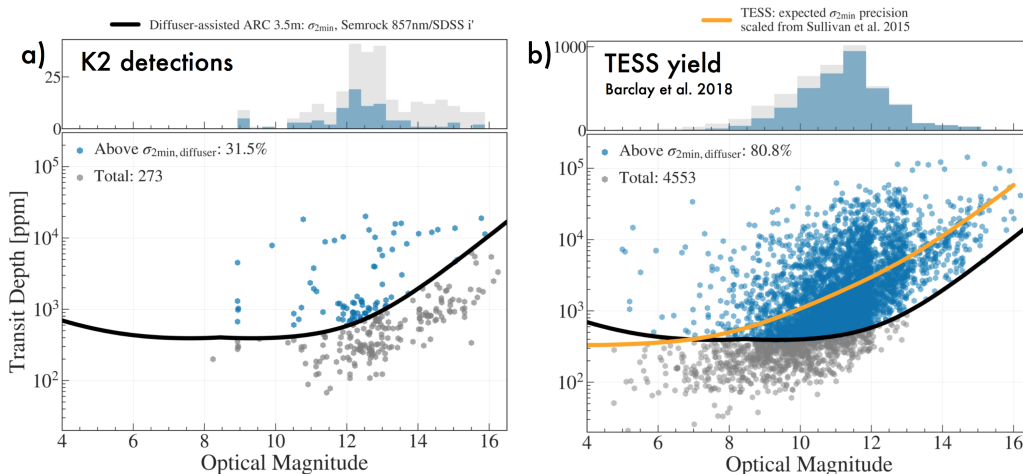 Diffuser-assisted ARC 3.5m: σ2min, Semrock 857nm/SDSS i'
TESS: expected σ2min precision
scaled from Sullivan et al. 2015
a)
K2 detections
25
0
b)
TESS yield
Barclay et al. 2018
1000
0
Above σ2min,diffuser: 31.5%
Total: 273
Transit Depth [ppm]
10^5
10^4
10^3
10^2
4 6 8 10 12 14 16
Optical Magnitude
Above σ2min,diffuser: 80.8%
Total: 4553
10^5
10^4
10^3
10^2
4 6 8 10 12 14 16
Optical Magnitude